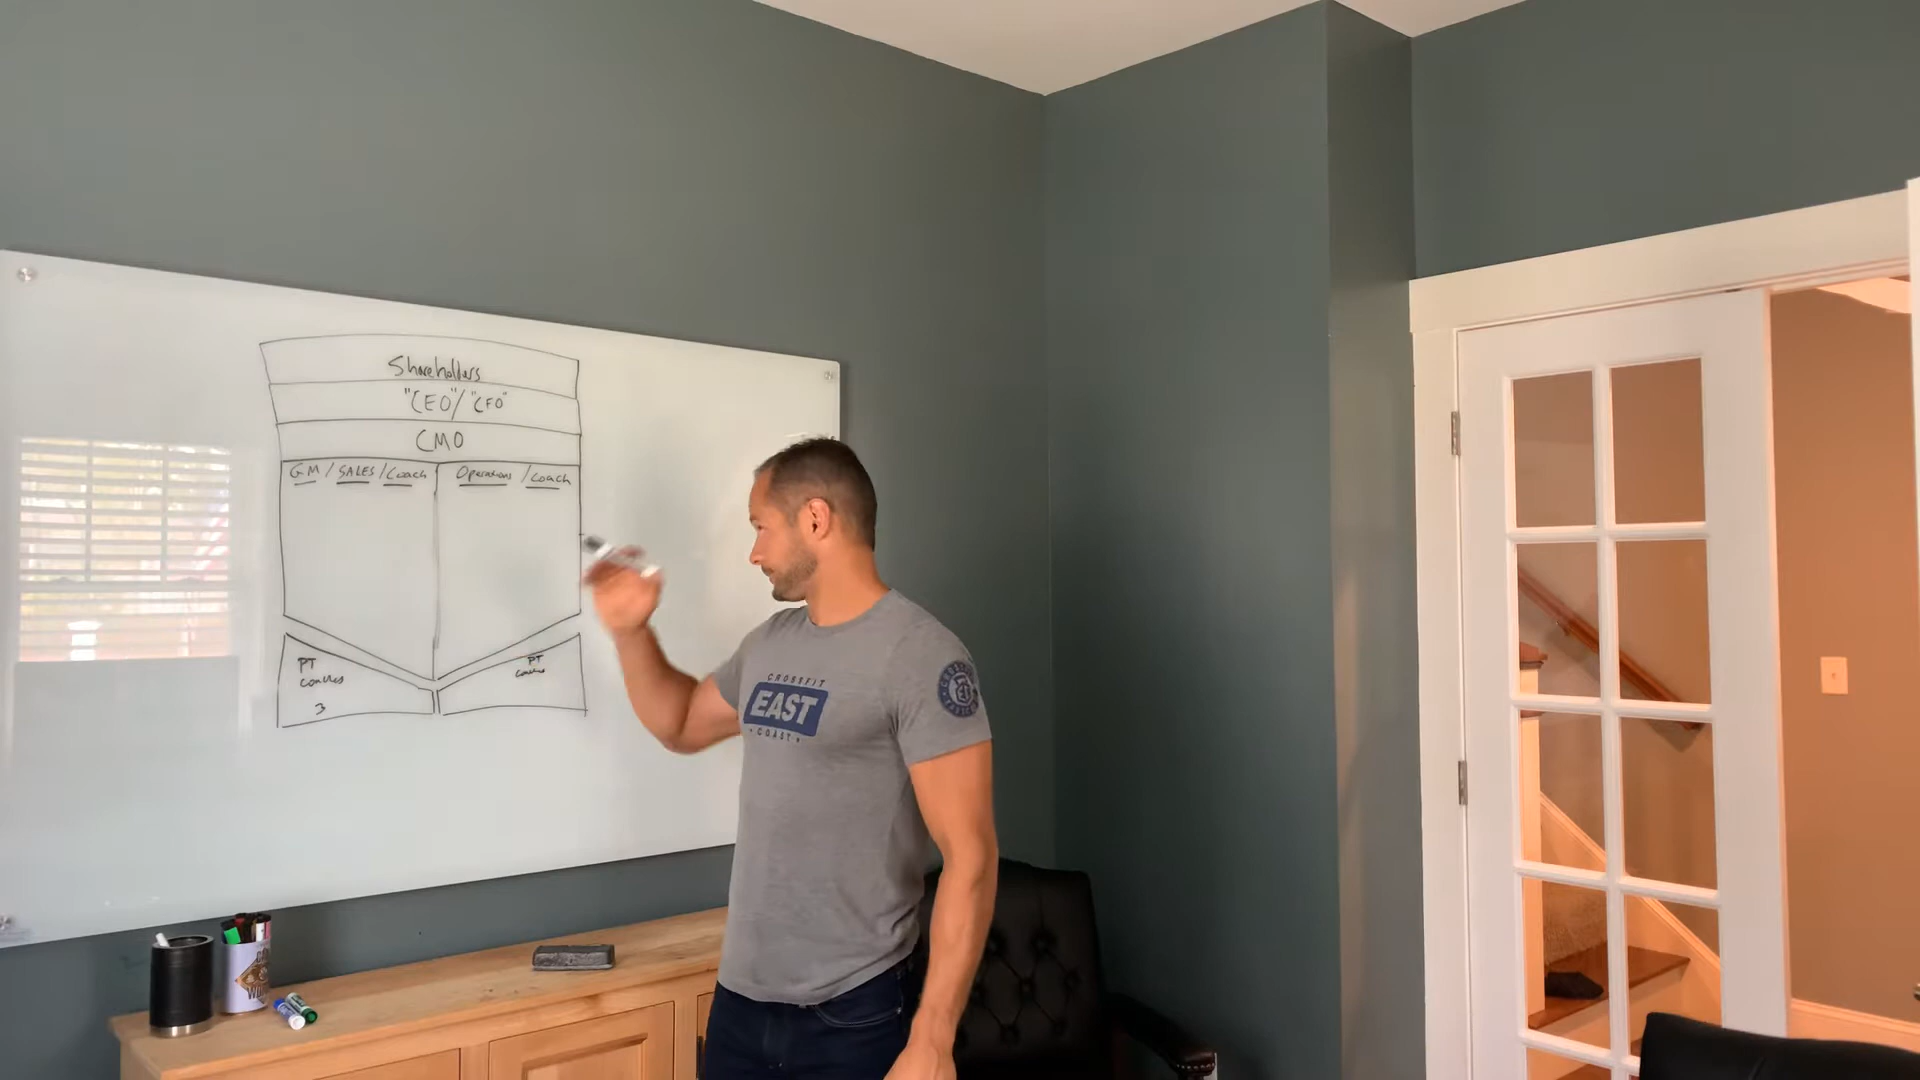 Shareholders
"CEO"/"CFO"
CMO
GM / SALES / Coach
Operations / Coach
PT
Coaches
3
PT
Coaches
CROSSFIT
EAST
COAST